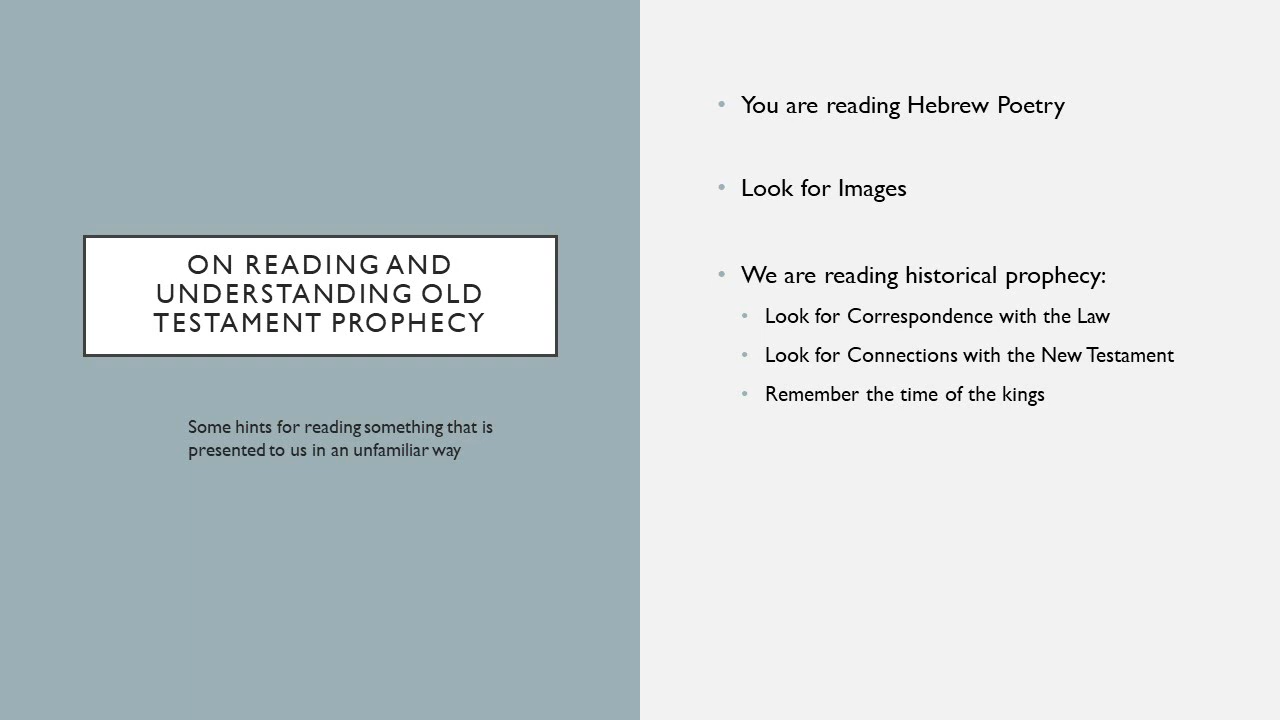 ON READING AND
UNDERSTANDING OLD
TESTAMENT PROPHECY
Some hints for reading something that is
presented to us in an unfamiliar way
• You are reading Hebrew Poetry
• Look for Images
• We are reading historical prophecy:
• Look for Correspondence with the Law
• Look for Connections with the New Testament
• Remember the time of the kings